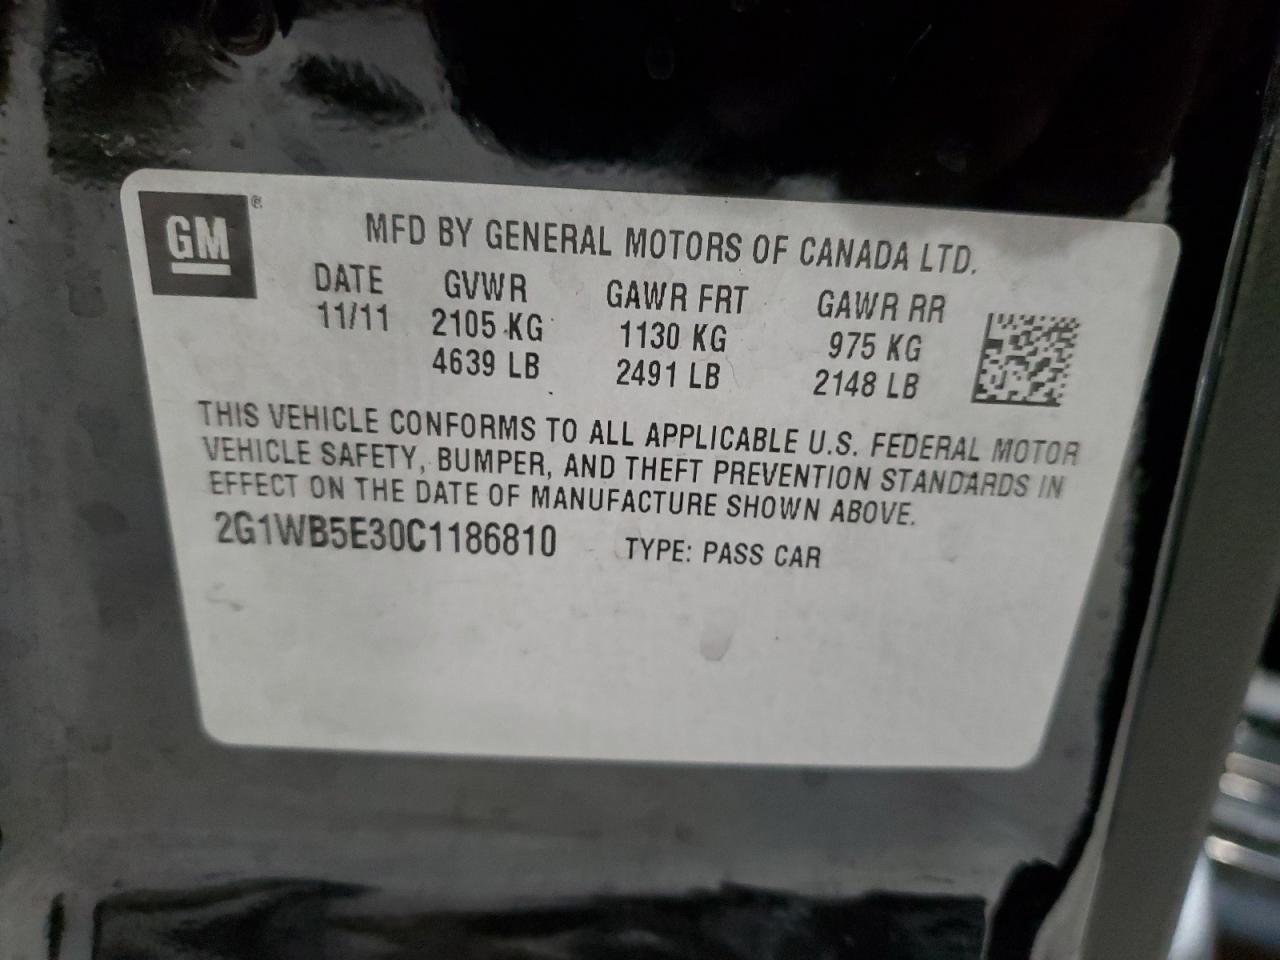 GM®
MFD BY GENERAL MOTORS OF CANADA LTD.
DATE GVWR GAWR FRT GAWR RR
11/11 2105 KG 1130 KG 975 KG
4639 LB 2491 LB 2148 LB
THIS VEHICLE CONFORMS TO ALL APPLICABLE U.S. FEDERAL MOTOR
VEHICLE SAFETY, BUMPER, AND THEFT PREVENTION STANDARDS IN
EFFECT ON THE DATE OF MANUFACTURE SHOWN ABOVE.
2G1WB5E30C1186810 TYPE: PASS CAR